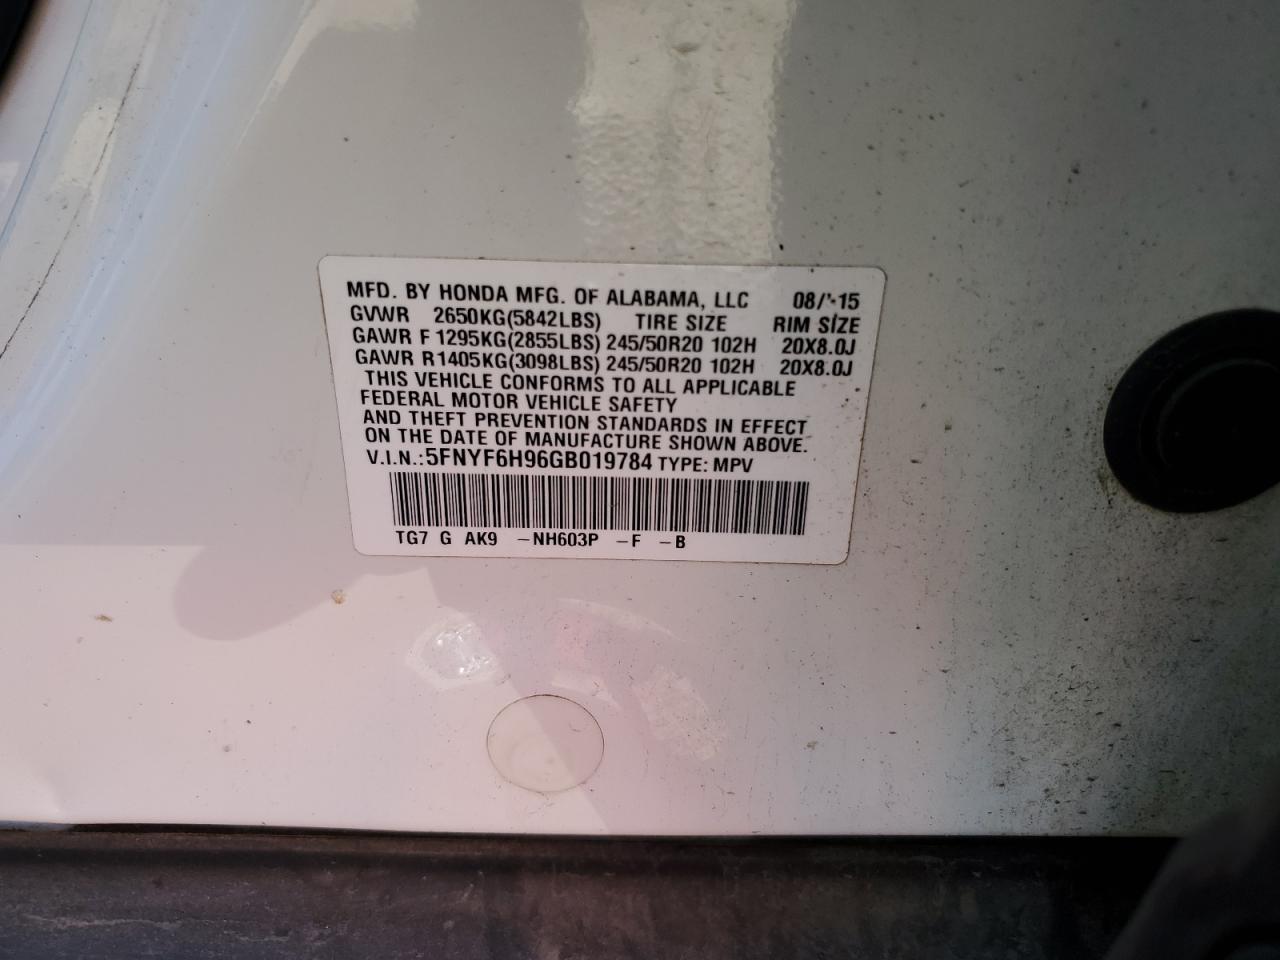 MFD. BY HONDA MFG. OF ALABAMA, LLC 08/15
GVWR 2650KG(5842LBS) TIRE SIZE RIM SIZE
GAWR F 1295KG(2855LBS) 245/50R20 102H 20X8.0J
GAWR R1405KG(3098LBS) 245/50R20 102H 20X8.0J
THIS VEHICLE CONFORMS TO ALL APPLICABLE
FEDERAL MOTOR VEHICLE SAFETY
AND THEFT PREVENTION STANDARDS IN EFFECT
ON THE DATE OF MANUFACTURE SHOWN ABOVE.
V.I.N.:5FNYF6H96GB019784 TYPE: MPV
TG7 G AK9 -NH603P -F -B